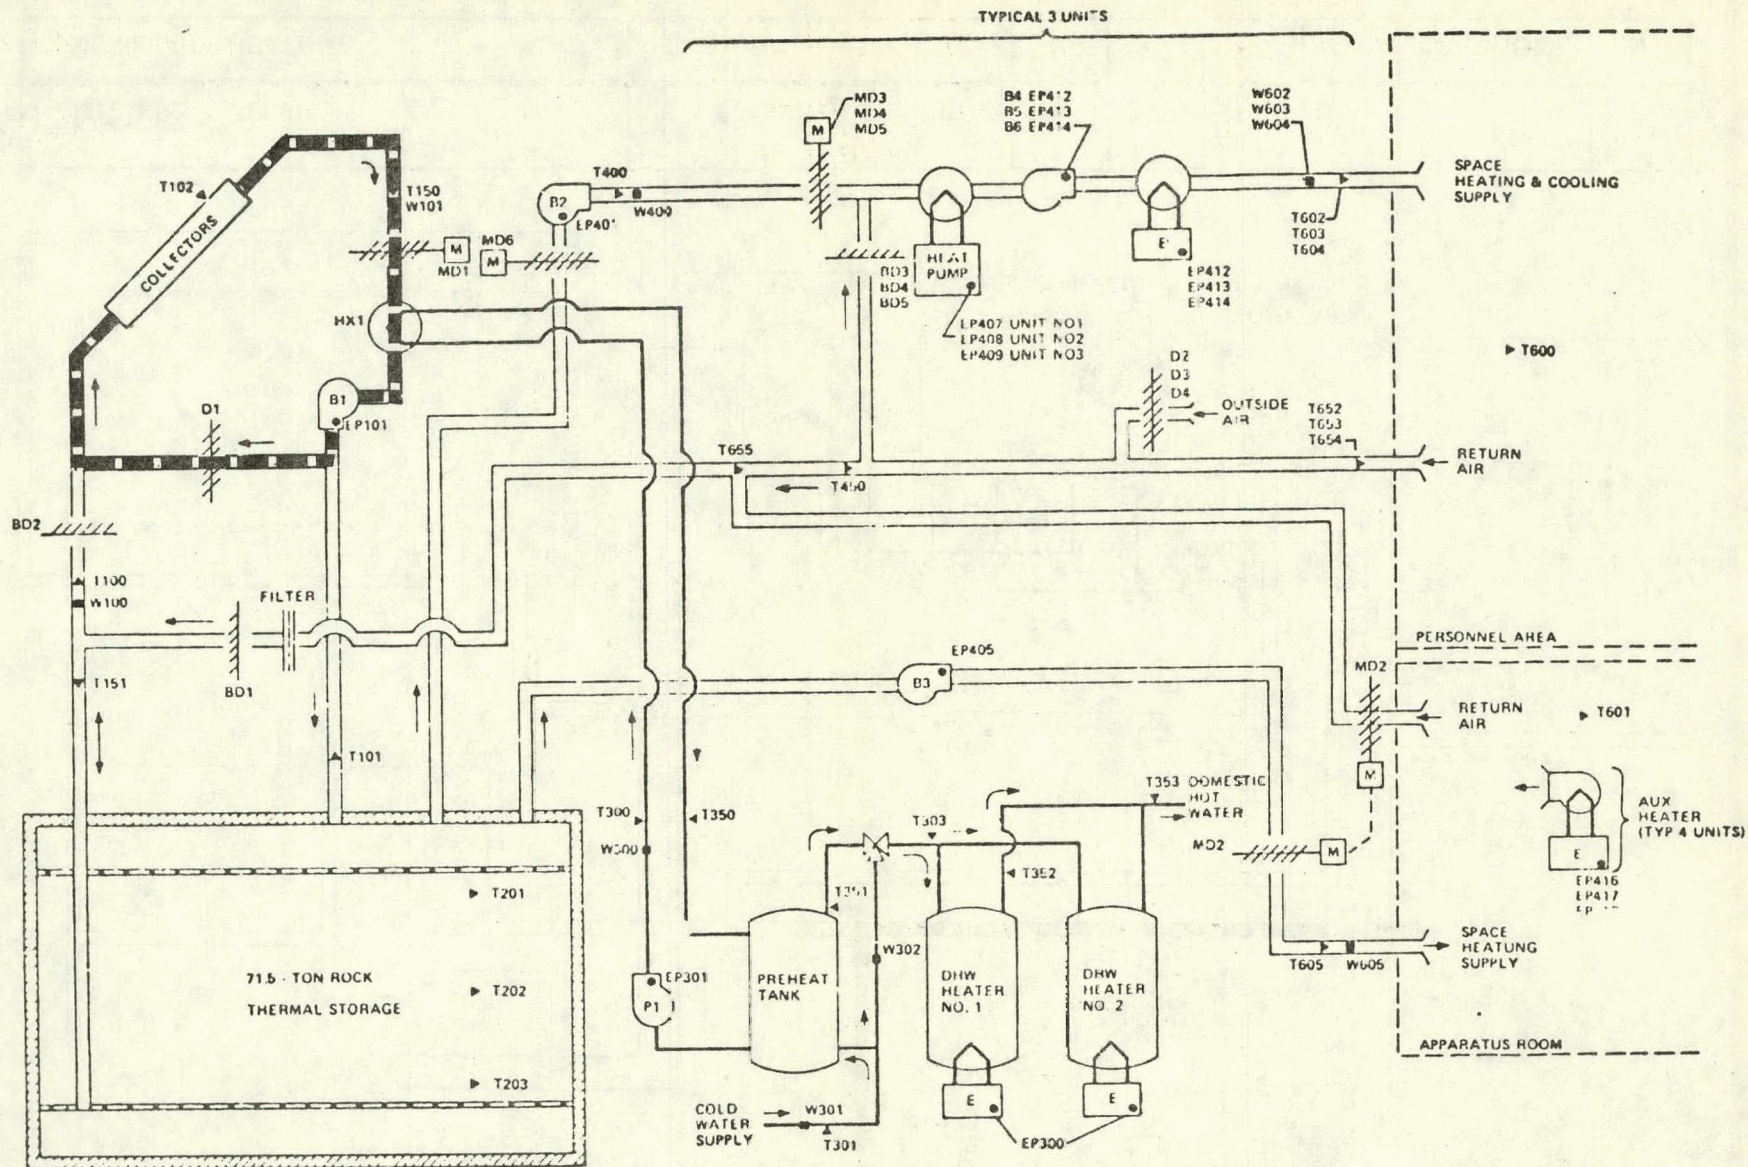 TYPICAL 3 UNITS
MD3
MD4
MD5
M
B4 EP412
B5 EP413
B6 EP414
W602
W603
W604
T102
COLLECTORS
T150
W101
T400
B2
W400
EP401
SPACE
HEATING & COOLING
SUPPLY
T602
T603
T604
M
MD1
MD6
M
BD3
BD4
BD5
HEAT
PUMP
E
EP412
EP413
EP414
HX1
EP407 UNIT NO1
EP408 UNIT NO2
EP409 UNIT NO3
T600
D2
D3
D4
B1
EP101
D1
OUTSIDE
AIR
T652
T653
T654
T655
T450
RETURN
AIR
BD2
T100
W100
FILTER
BD1
T151
T101
EP405
B3
PERSONNEL AREA
MD2
RETURN
AIR
T601
M
T300
W300
T350
T303
T353 DOMESTIC
HOT
WATER
MD2
M
AUX
HEATER
(TYP 4 UNITS)
E
EP416
EP417
T351
T352
T201
71.5 - TON ROCK
THERMAL STORAGE
T202
T203
EP301
P1
PREHEAT
TANK
W302
DHW
HEATER
NO. 1
DHW
HEATER
NO. 2
SPACE
HEATUNG
SUPPLY
T605
W605
APPARATUS ROOM
COLD
WATER
SUPPLY
W301
T301
E
E
EP300